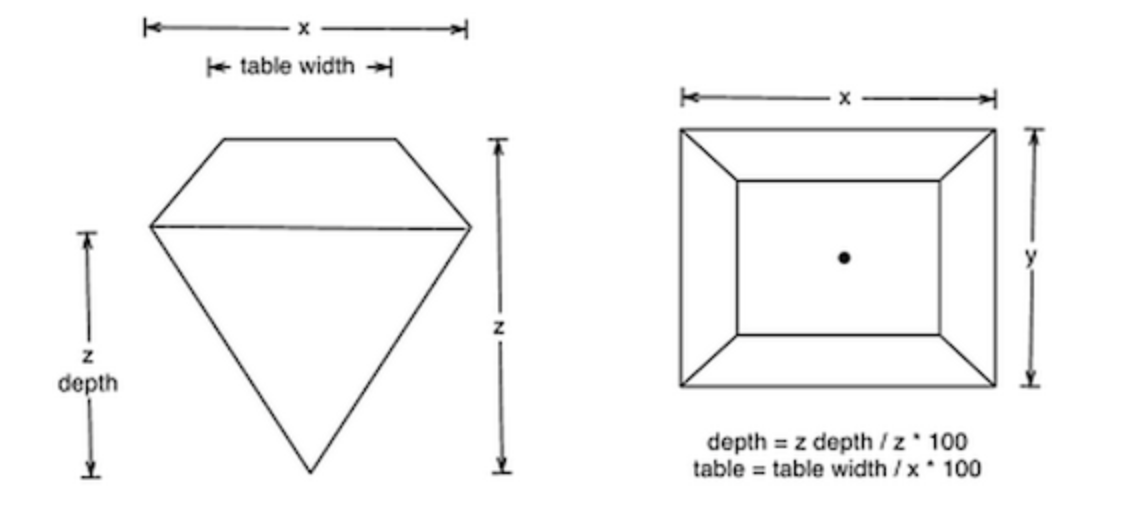 x
table width
x
z
depth
z
y
depth = z depth / z * 100
table = table width / x * 100